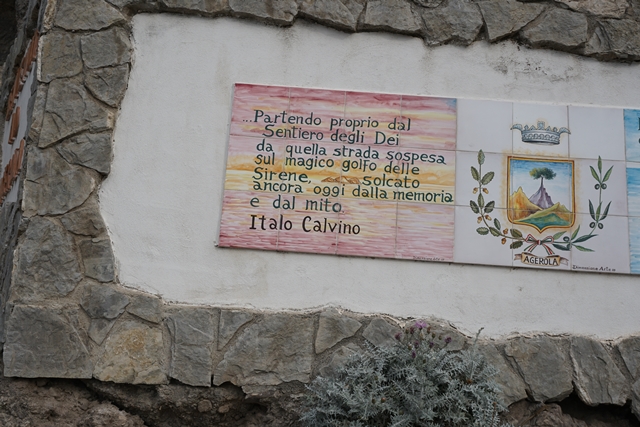 ...Partendo proprio dal
Sentiero degli Dei
da quella strada sospesa
sul magico golfo delle
Sirene, solcato
ancora oggi dalla memoria
e dal mito.
Italo Calvino
AGEROLA